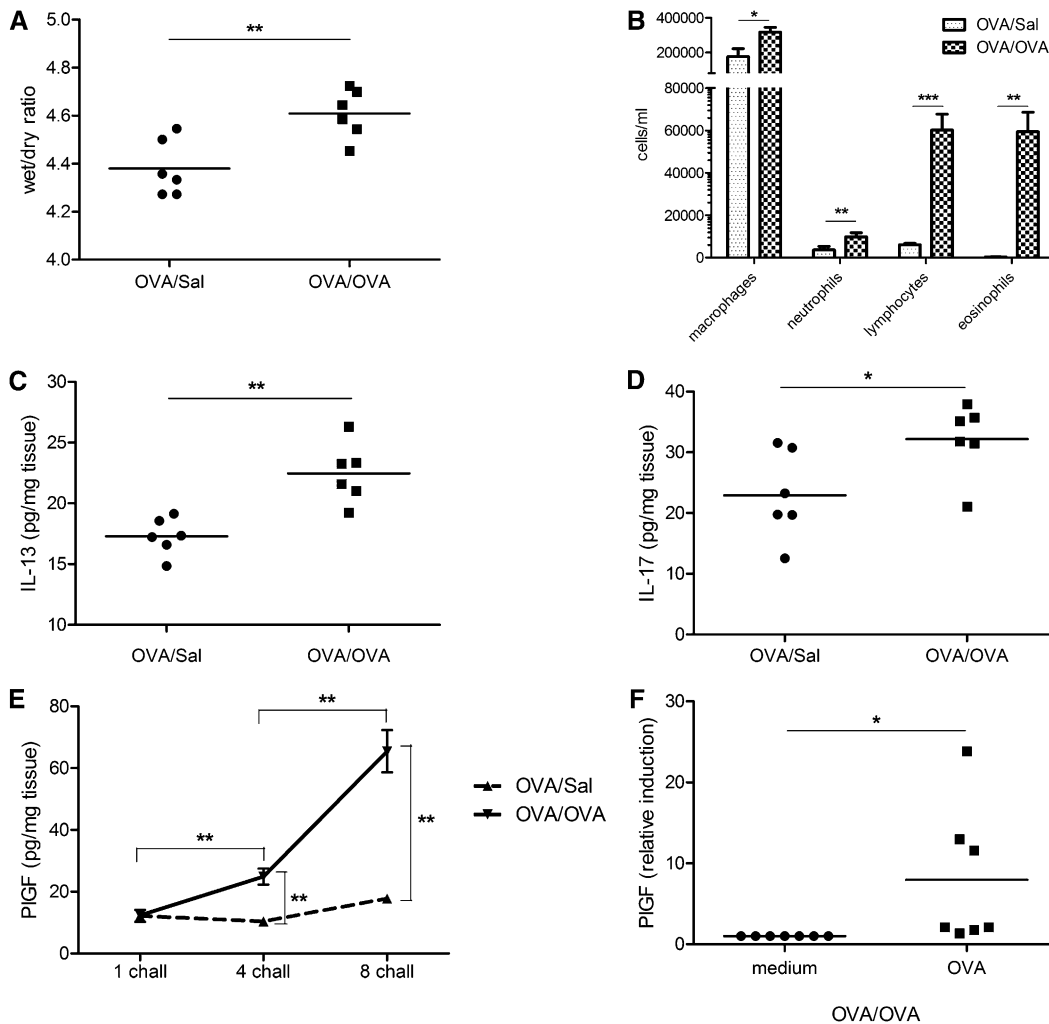 A
wet/dry ratio
5.0
4.8
4.6
4.4
4.2
4.0
**
OVA/Sal
OVA/OVA
B
cells/ml
400000
200000
80000
60000
40000
20000
0
*
**
***
**
OVA/Sal
OVA/OVA
macrophages
neutrophils
lymphocytes
eosinophils
C
IL-13 (pg/mg tissue)
30
25
20
15
10
**
OVA/Sal
OVA/OVA
D
IL-17 (pg/mg tissue)
40
30
20
10
0
*
OVA/Sal
OVA/OVA
E
PlGF (pg/mg tissue)
80
60
40
20
0
**
**
**
**
1 chall
4 chall
8 chall
OVA/Sal
OVA/OVA
F
PlGF (relative induction)
30
20
10
0
*
medium
OVA
OVA/OVA